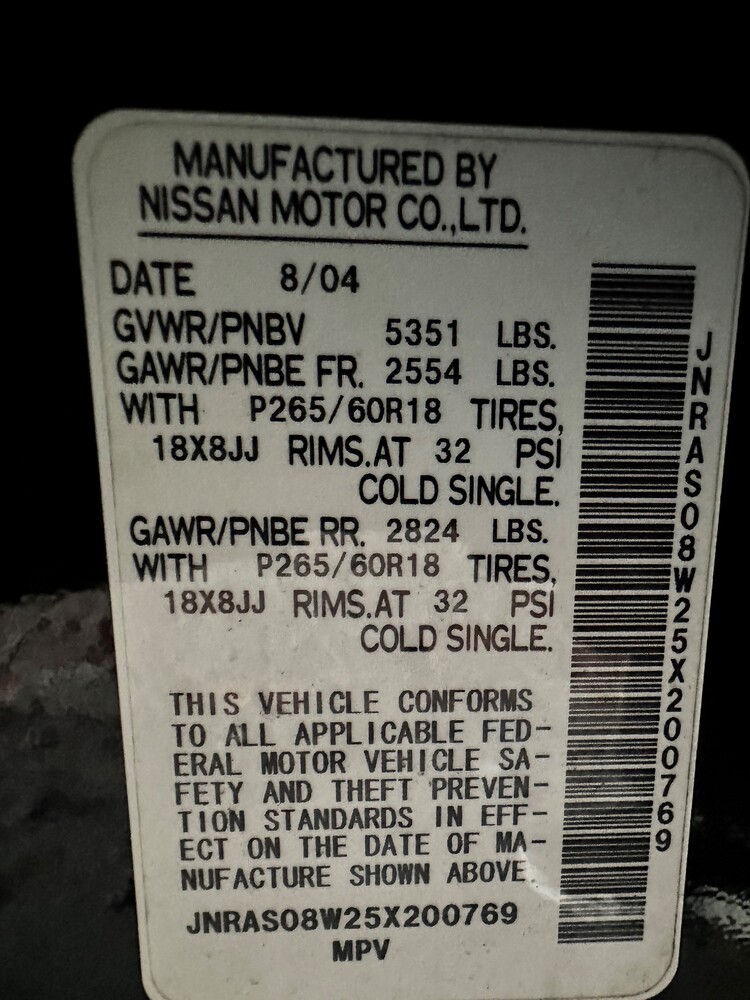 MANUFACTURED BY
NISSAN MOTOR CO.,LTD.
DATE 8/04
GVWR/PNBV 5351 LBS.
GAWR/PNBE FR. 2554 LBS.
WITH P265/60R18 TIRES,
18X8JJ RIMS.AT 32 PSI
COLD SINGLE.
GAWR/PNBE RR. 2824 LBS.
WITH P265/60R18 TIRES,
18X8JJ RIMS.AT 32 PSI
COLD SINGLE.
THIS VEHICLE CONFORMS
TO ALL APPLICABLE FED-
ERAL MOTOR VEHICLE SA-
FETY AND THEFT PREVEN-
TION STANDARDS IN EFF-
ECT ON THE DATE OF MA-
NUFACTURE SHOWN ABOVE.
JNRAS08W25X200769
MPV
JNRAS08W25X200769